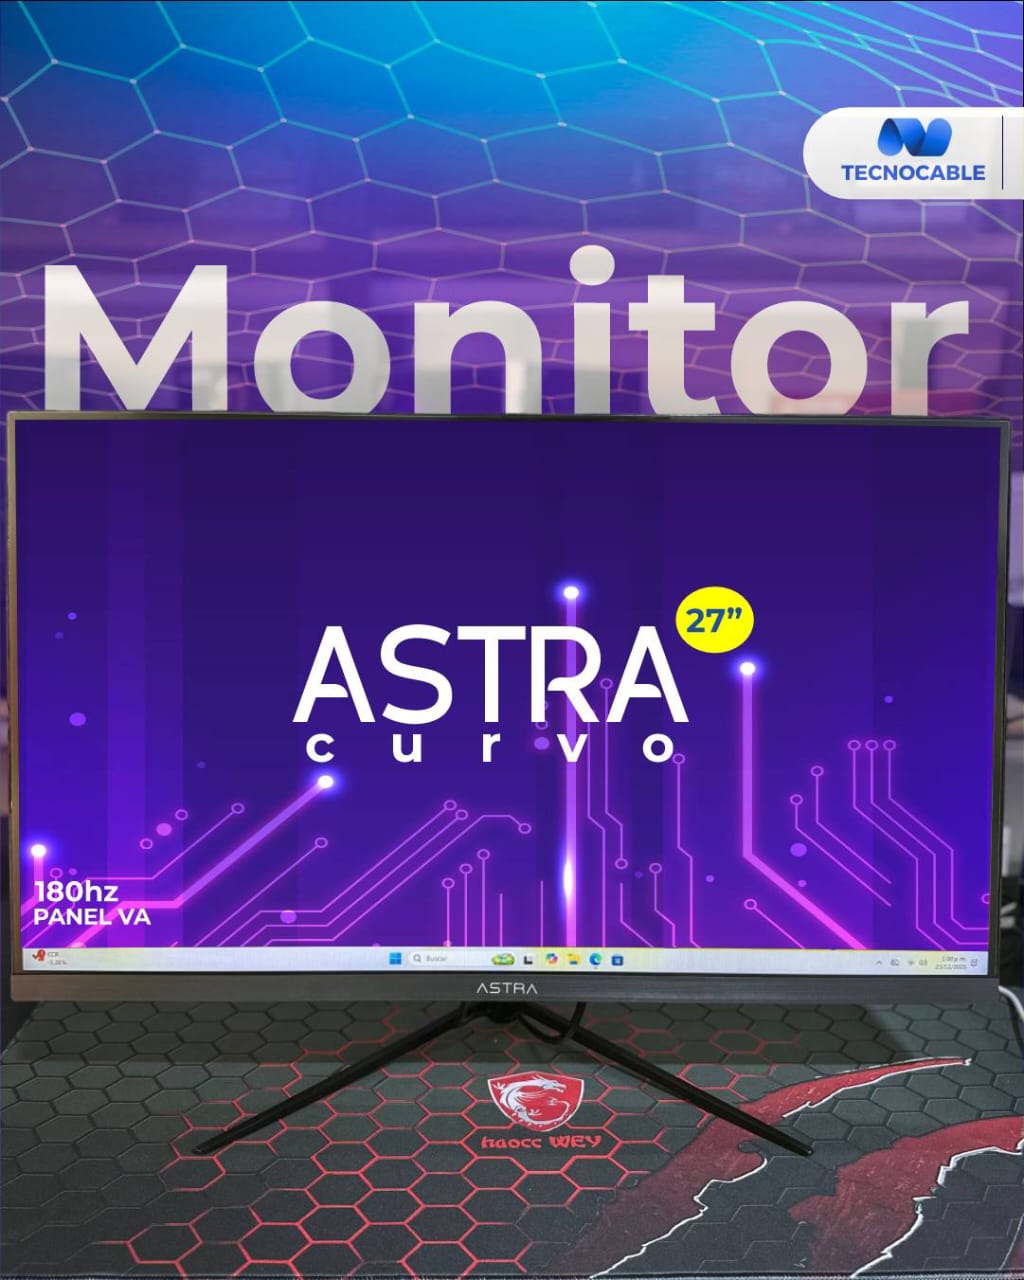 TECNOCABLE
Monitor
ASTRA
27”
curvo
180hz
PANEL VA
Buscar
ASTRA